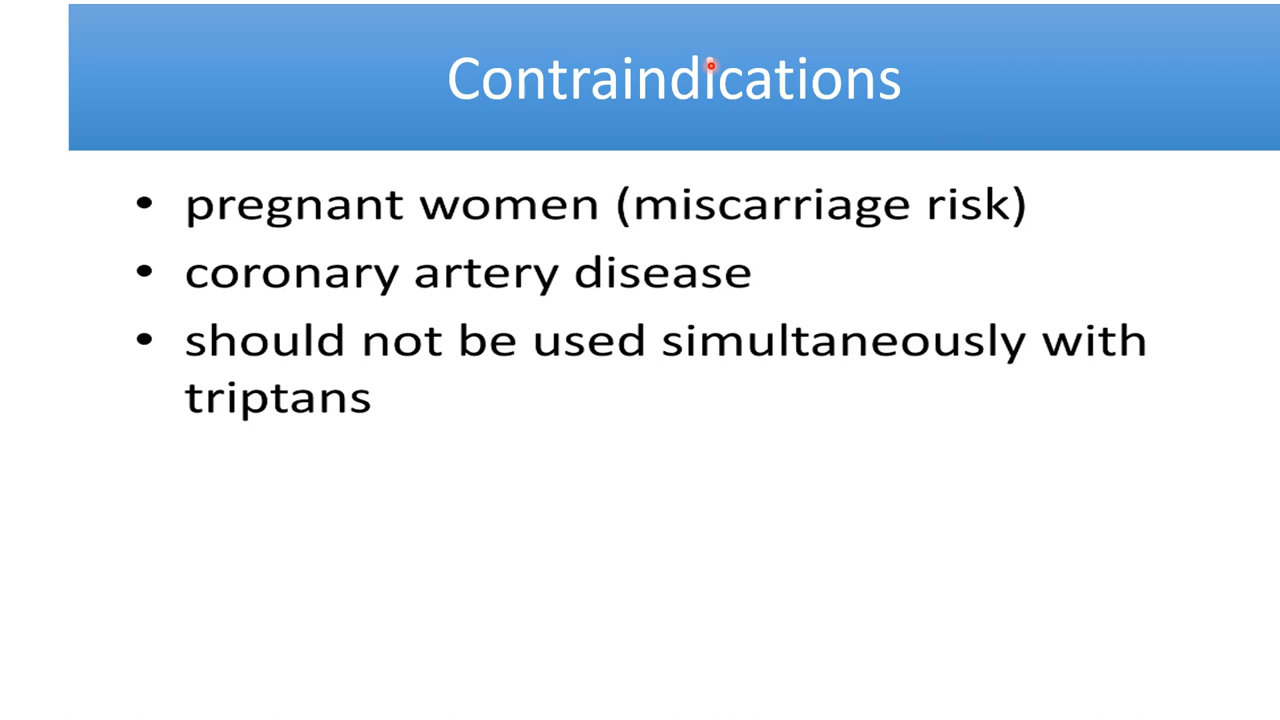 Contraindications
• pregnant women (miscarriage risk)
• coronary artery disease
• should not be used simultaneously with
triptans